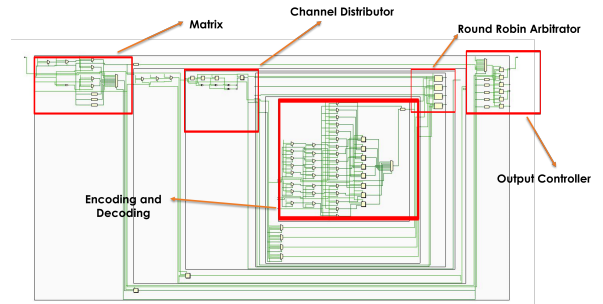 Channel Distributor
Matrix
Round Robin Arbitrator
Output Controller
Encoding and
Decoding